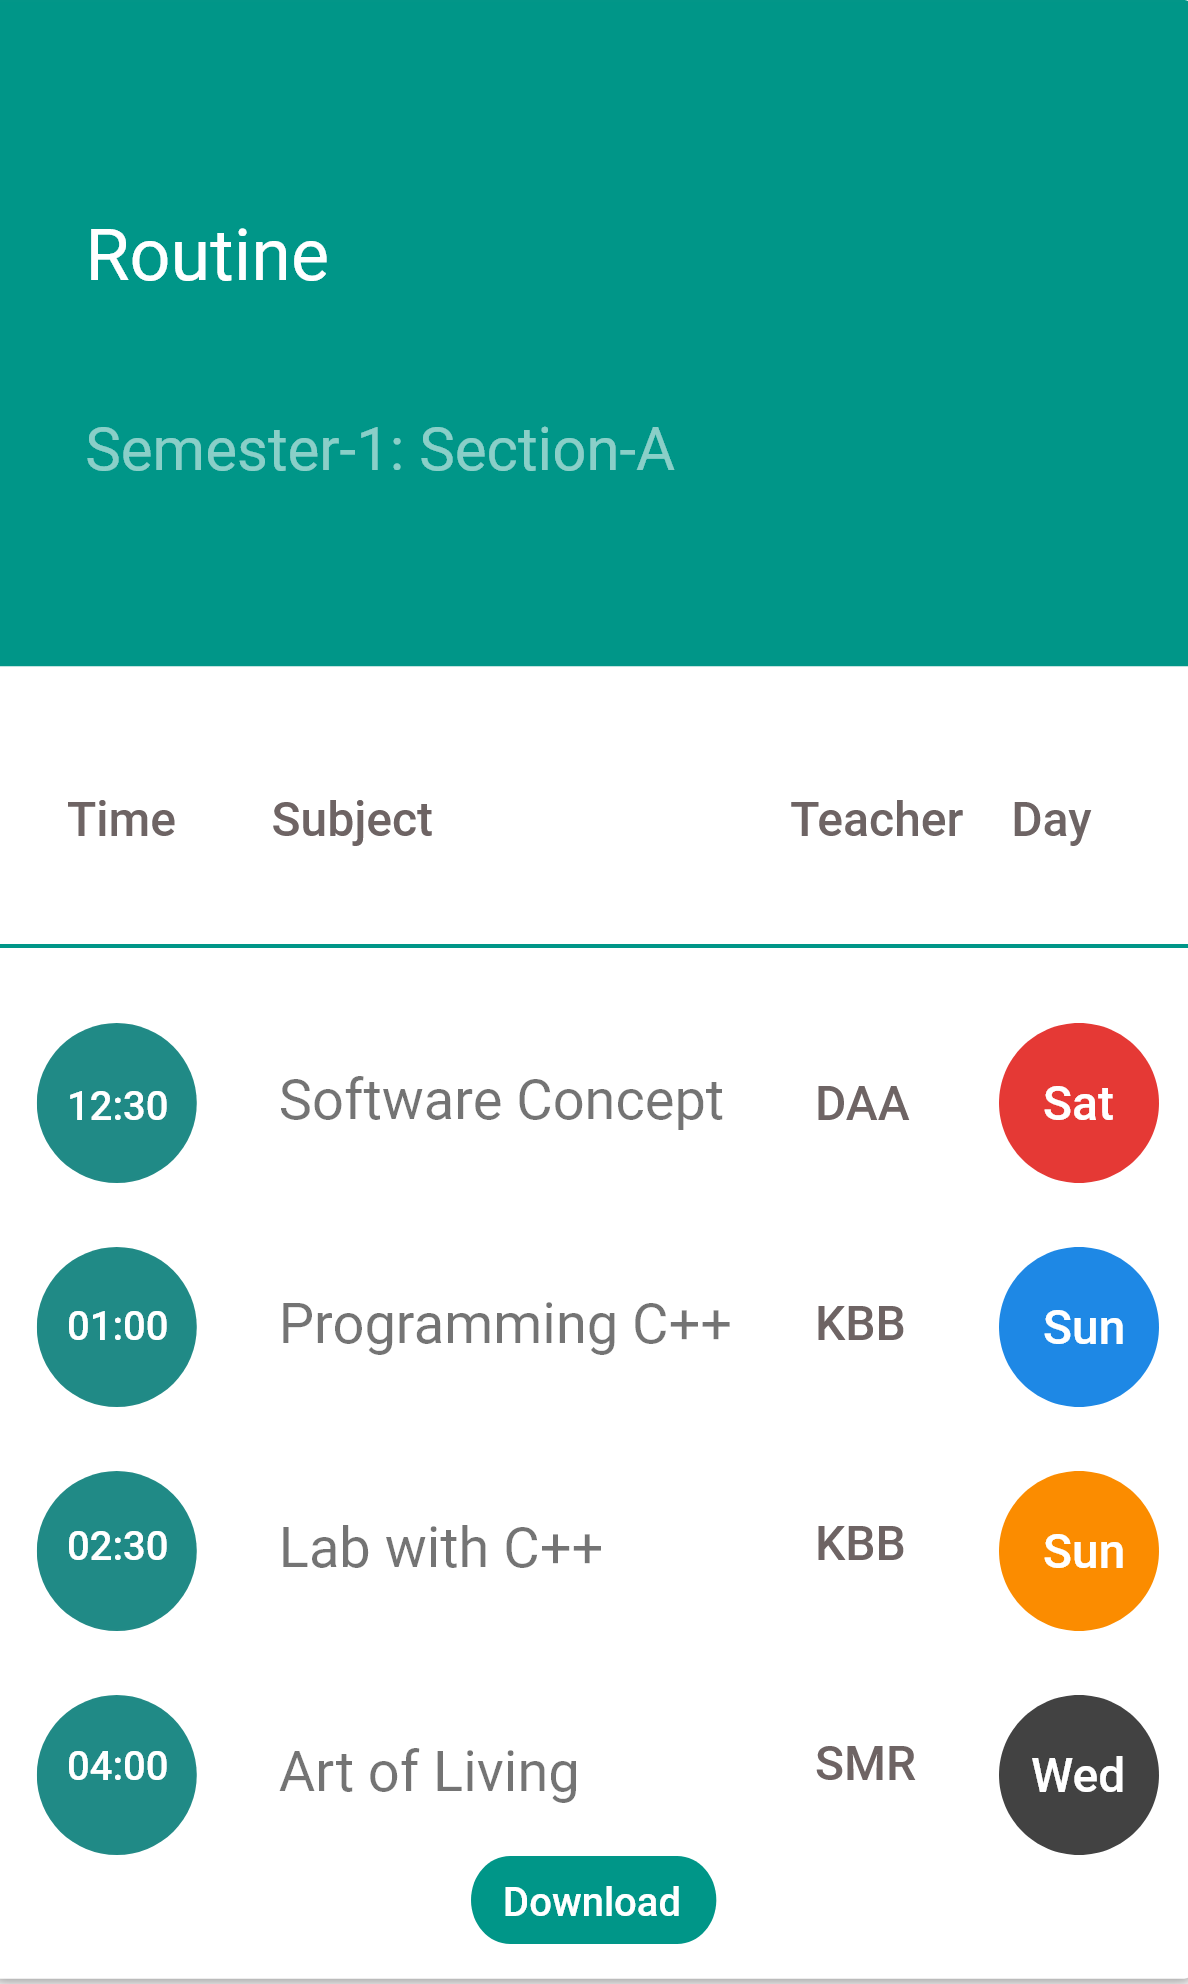 Routine
Semester-1: Section-A
Time Subject Teacher Day
12:30 Software Concept DAA Sat
01:00 Programming C++ KBB Sun
02:30 Lab with C++ KBB Sun
04:00 Art of Living SMR Wed
Download